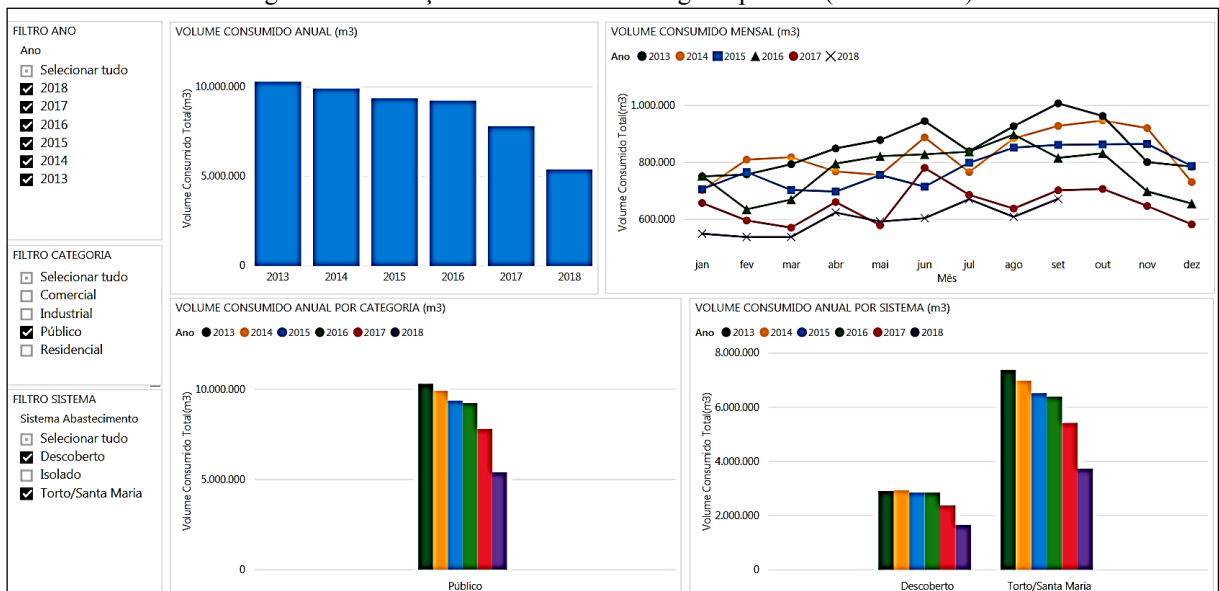 FILTRO ANO
Ano
Selecionar tudo
2018
2017
2016
2015
2014
2013
FILTRO CATEGORIA
Selecionar tudo
Comercial
Industrial
Público
Residencial
FILTRO SISTEMA
Sistema Abastecimento
Selecionar tudo
Descoberto
Isolado
Torto/Santa Maria
VOLUME CONSUMIDO ANUAL (m3)
Volume Consumido Total(m3)
10.000.000
5.000.000
0
2013 2014 2015 2016 2017 2018
VOLUME CONSUMIDO MENSAL (m3)
Ano 2013 2014 2015 2016 2017 2018
Volume Consumido Total(m3)
1.000.000
800.000
600.000
jan fev mar abr mai jun jul ago set out nov dez
Mês
VOLUME CONSUMIDO ANUAL POR CATEGORIA (m3)
Ano 2013 2014 2015 2016 2017 2018
Volume Consumido Total(m3)
10.000.000
5.000.000
0
Público
VOLUME CONSUMIDO ANUAL POR SISTEMA (m3)
Ano 2013 2014 2015 2016 2017 2018
Volume Consumido Total(m3)
8.000.000
6.000.000
4.000.000
2.000.000
0
Descoberto Torto/Santa Maria